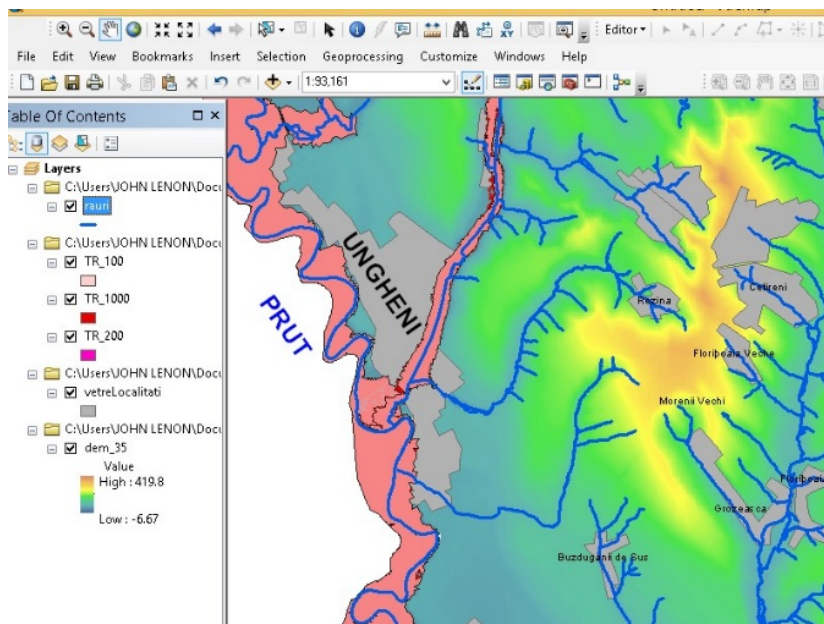 Editor
File Edit View Bookmarks Insert Selection Geoprocessing Customize Windows Help
1:93,161
Table Of Contents
Layers
C:\Users\JOHN LENON\Docu
rauri
C:\Users\JOHN LENON\Docu
TR_100
TR_1000
TR_200
C:\Users\JOHN LENON\Docu
vetreLocalitati
C:\Users\JOHN LENON\Docu
dem_35
Value
High : 419.8
Low : -6.67
UNGHENI
PRUT
Rezina
Cetireni
Floriţoaia Veche
Morenii Vechi
Grozeasca
Buzduganii de Sus